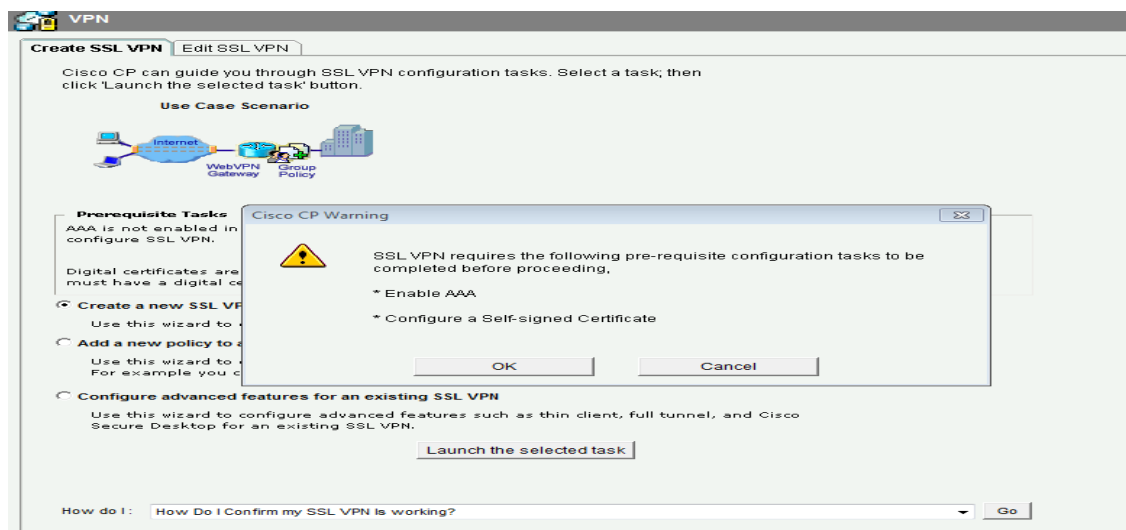 VPN
Create SSL VPN
Edit SSL VPN
Cisco CP can guide you through SSL VPN configuration tasks. Select a task; then
click 'Launch the selected task' button.
Use Case Scenario
Internet
WebVPN
Gateway
Group
Policy
Prerequisite Tasks
AAA is not enabled in
configure SSL VPN.
Digital certificates are
must have a digital ce
Cisco CP Warning
SSL VPN requires the following pre-requisite configuration tasks to be
completed before proceeding,
* Enable AAA
* Configure a Self-signed Certificate
OK
Cancel
Create a new SSL VP
Use this wizard to
Add a new policy to a
Use this wizard to
For example you c
Configure advanced features for an existing SSL VPN
Use this wizard to configure advanced features such as thin client, full tunnel, and Cisco
Secure Desktop for an existing SSL VPN.
Launch the selected task
How do I:
How Do I Confirm my SSL VPN Is working?
Go